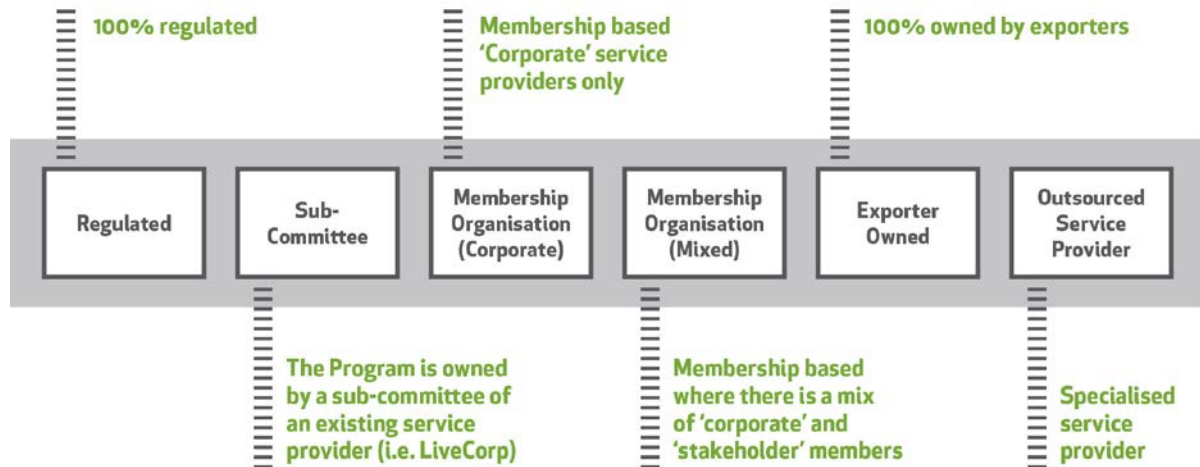 100% regulated
Membership based
‘Corporate’ service
providers only
100% owned by exporters
Regulated
Sub-
Committee
Membership
Organisation
(Corporate)
Membership
Organisation
(Mixed)
Exporter
Owned
Outsourced
Service
Provider
The Program is owned
by a sub-committee of
an existing service
provider (i.e. LiveCorp)
Membership based
where there is a mix
of ‘corporate’ and
‘stakeholder’ members
Specialised
service
provider